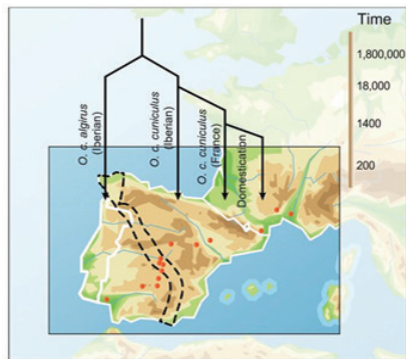 Time
1,800,000
18,000
1400
200
O. c. algirus
(Iberian)
O. c. cuniculus
(Iberian)
O. c. cuniculus
(France)
Domestication